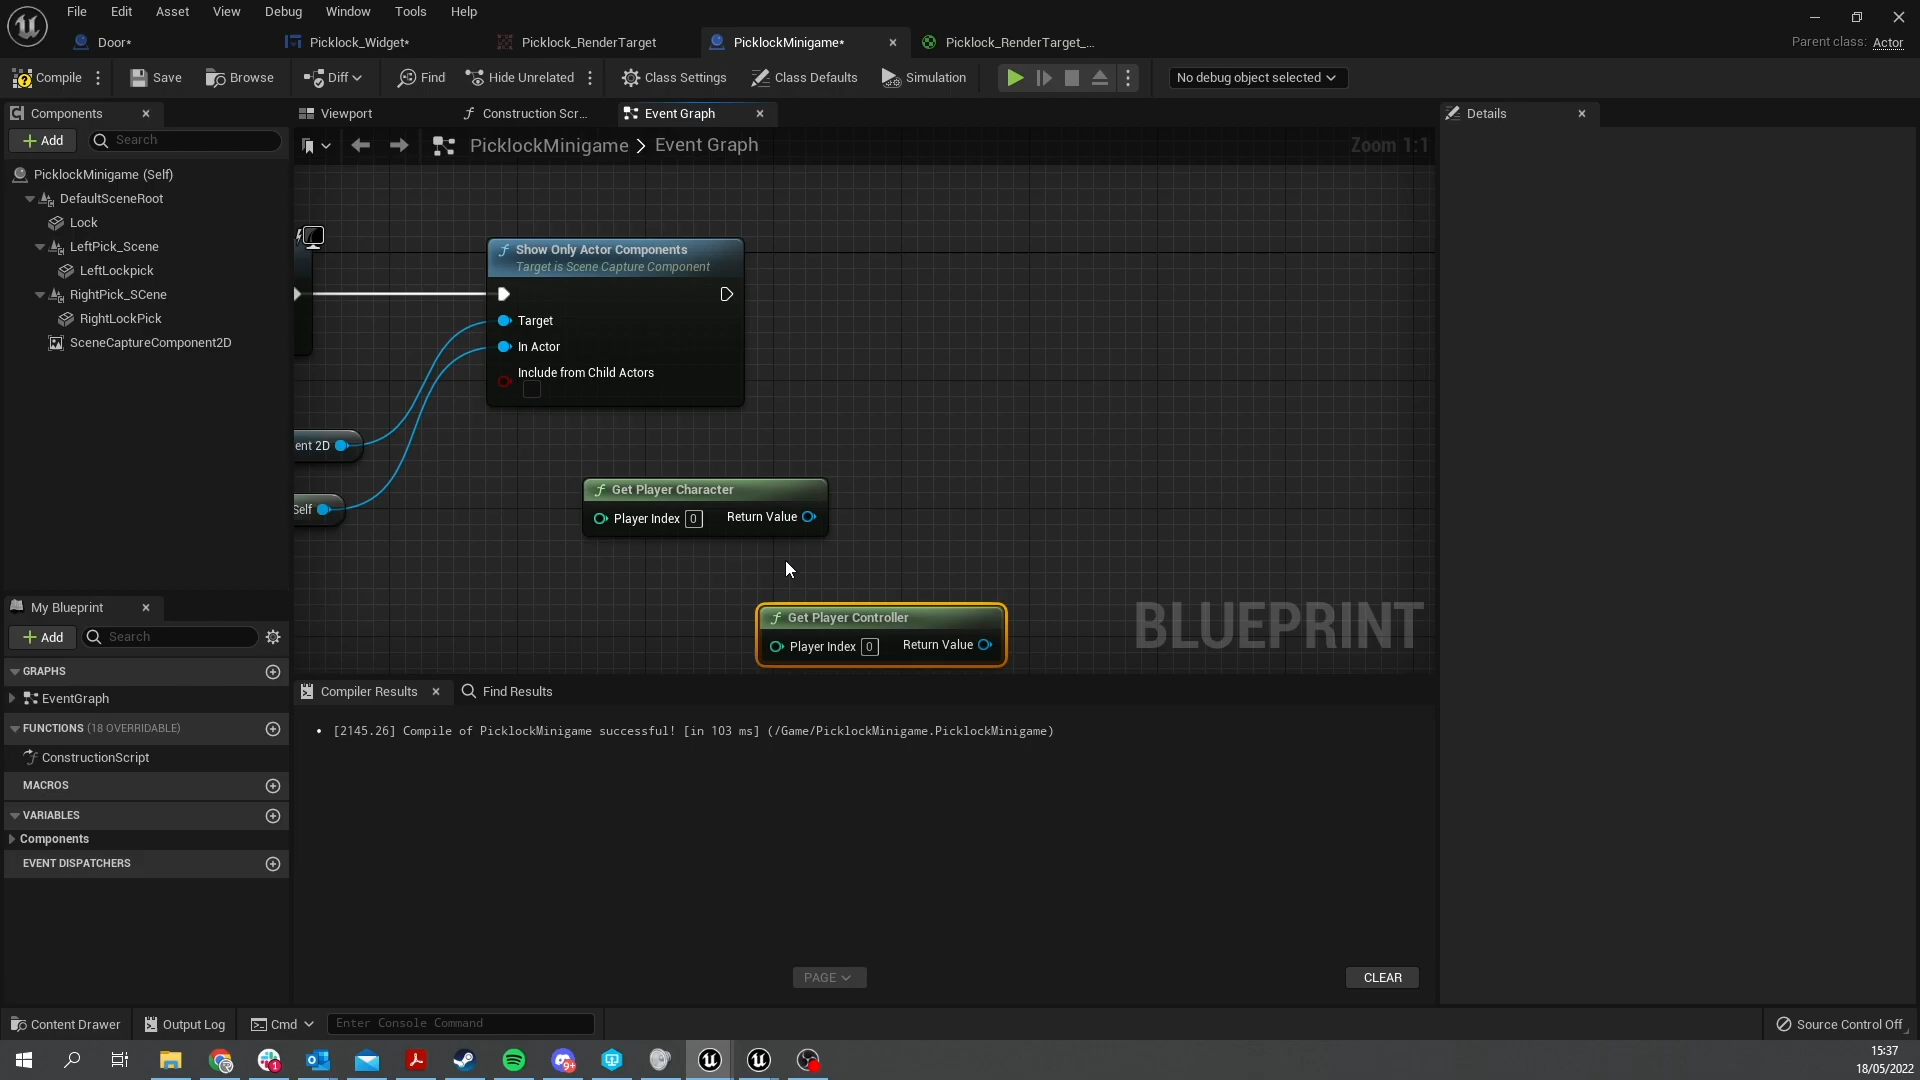 File Edit Asset View Debug Window Tools Help
Door* Picklock_Widget* Picklock_RenderTarget PicklockMinigame* Picklock_RenderTarget_...
Parent class: Actor
Compile Save Browse Diff Find Hide Unrelated Class Settings Class Defaults Simulation No debug object selected
Components Viewport Construction Scr... Event Graph Details
Add Search
PicklockMinigame > Event Graph
Zoom 1:1
PicklockMinigame (Self)
DefaultSceneRoot
Lock
LeftPick_Scene
LeftLockpick
RightPick_SCene
RightLockPick
SceneCaptureComponent2D
Show Only Actor Components
Target is Scene Capture Component
Target
In Actor
Include from Child Actors
ent 2D
Self
Get Player Character
Player Index 0 Return Value
Get Player Controller
Player Index 0 Return Value
BLUEPRINT
My Blueprint
Add Search
GRAPHS
EventGraph
FUNCTIONS (18 OVERRIDABLE)
ConstructionScript
MACROS
VARIABLES
Components
EVENT DISPATCHERS
Compiler Results Find Results
• [2145.26] Compile of PicklockMinigame successful! [in 103 ms] (/Game/PicklockMinigame.PicklockMinigame)
PAGE CLEAR
Content Drawer Output Log Cmd Enter Console Command Source Control Off
1
9+
15:37
18/05/2022